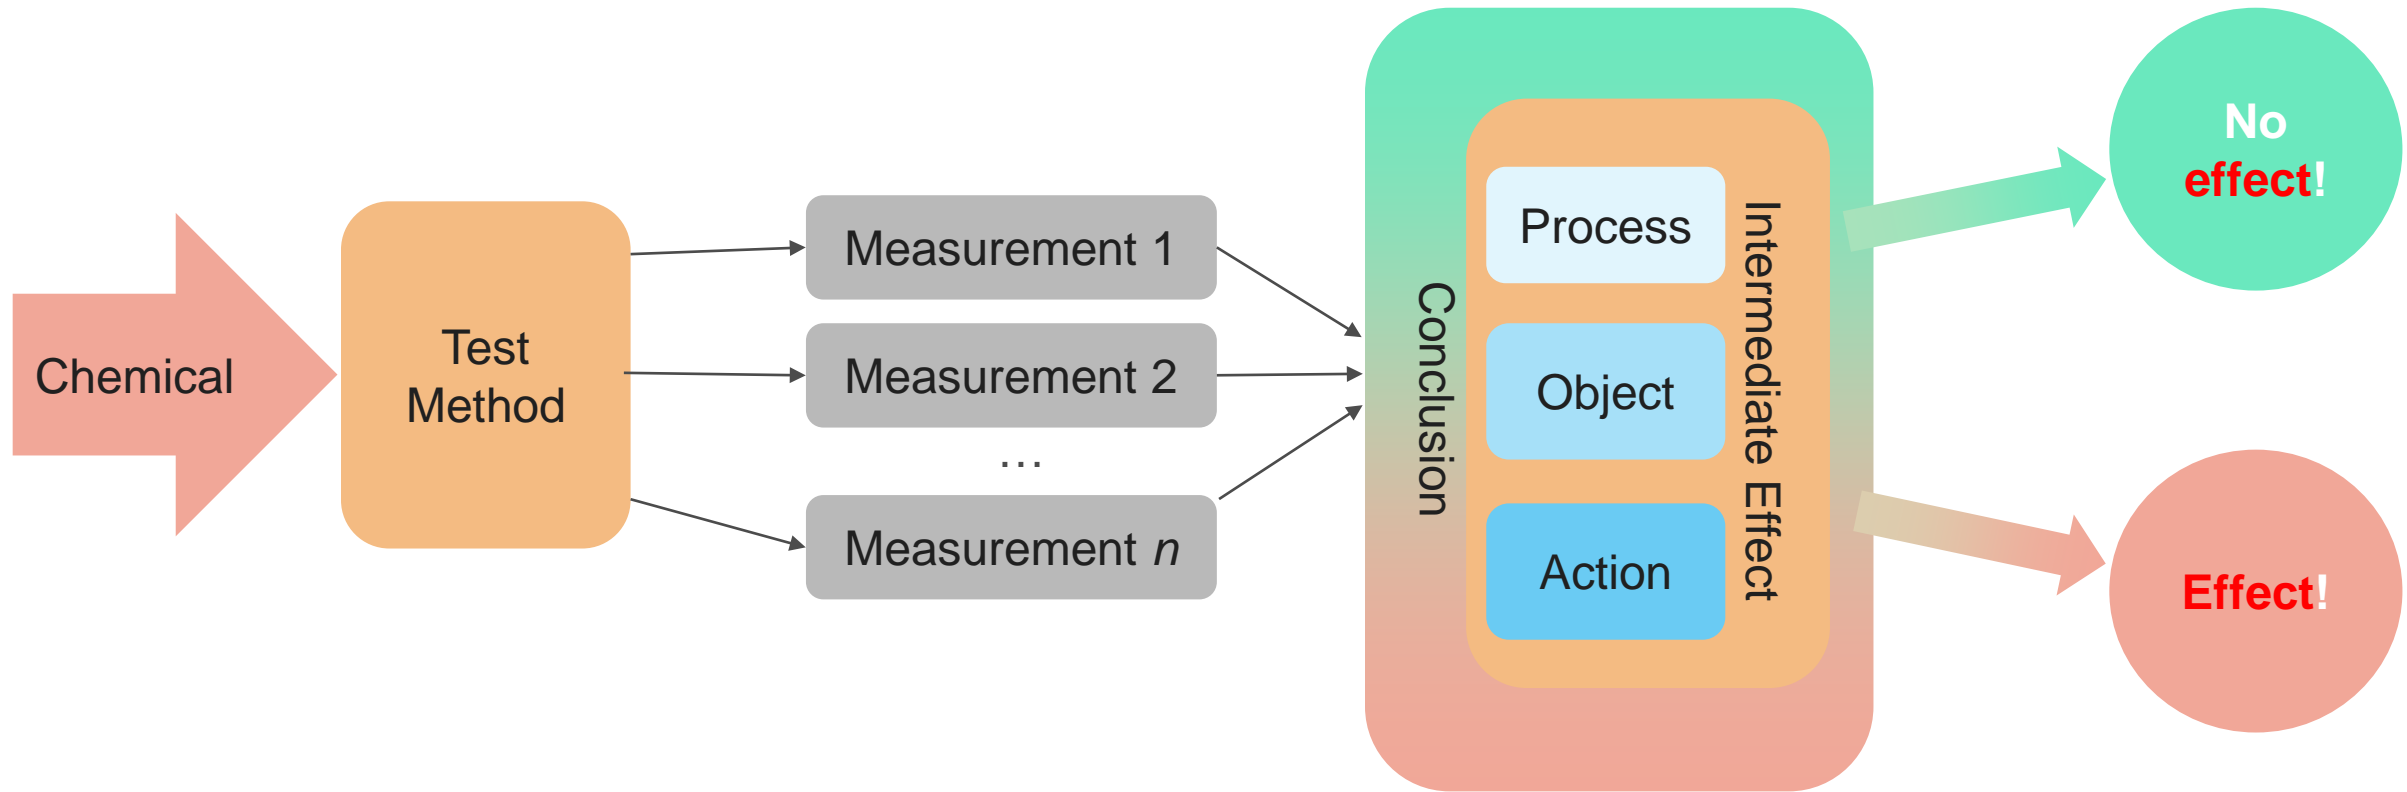 Chemical
Test
Method
Measurement 1
Measurement 2
…
Measurement n
Conclusion
Process
Object
Action
Intermediate Effect
No
effect!
Effect!